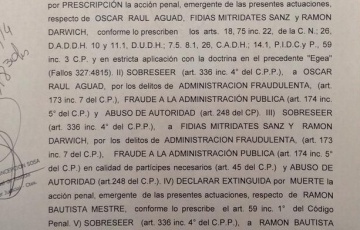 por PRESCRIPCIÓN la acción penal, emergente de las presentes actuaciones,
respecto de OSCAR RAUL AGUAD, FIDIAS MITRIDATES SANZ y RAMON
DARWICH, conforme lo prescriben los arts. 18, 75 inc. 22, de la C. N.; 26,
D.A.D.D.H. 10 y 11.1, D.U.D.H.; 7.5. 8.1, 26, C.A.D.H.; 14.1, P.I.D.C.P, 59
inc. 3 C.P. y en estricta aplicación con la doctrina en el precedente "Egea"
(Fallos 327:4815). II) SOBRESEER (art. 336 inc. 4° del C.P.P.), a OSCAR
RAUL AGUAD, por los delitos de ADMINISTRACIÓN FRAUDULENTA, (art.
173 inc. 7 del C.P.), FRAUDE A LA ADMINISTRACION PUBLICA (art. 174 inc.
5° del C.P.) y ABUSO DE AUTORIDAD (art. 248 del CP). III) SOBRESEER
(art. 336 inc. 4° del C.P.P.), a FIDIAS MITRIDATES SANZ Y RAMON
DARWICH, por los delitos de ADMINISTRACION FRAUDULENTA, (art.
173 inc. 7 del C.P.), FRAUDE A LA ADMINISTRACIÓN PUBLICA (art. 174 inc. 5°
del C.P.) en calidad de partícipes necesarios (art. 45 del C.P.) y ABUSO DE
AUTORIDAD (art.248 del C.P.). IV) DECLARAR EXTINGUIDA por MUERTE la
acción penal, emergente de las presentes actuaciones, respecto de RAMON
BAUTISTA MESTRE, conforme lo prescribe el art. 59 inc. 1° del Código
Penal. V) SOBRESEER (art. 336 inc. 4° del C.P.P.), a RAMON BAUTISTA
SOSA